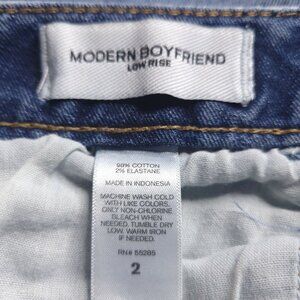 MODERN BOYFRIEND
LOW RISE
98% COTTON
2% ELASTANE
MADE IN INDONESIA
MACHINE WASH COLD
WITH LIKE COLORS.
ONLY NON-CHLORINE
BLEACH WHEN
NEEDED. TUMBLE DRY
LOW. WARM IRON
IF NEEDED.
RN# 55285
2